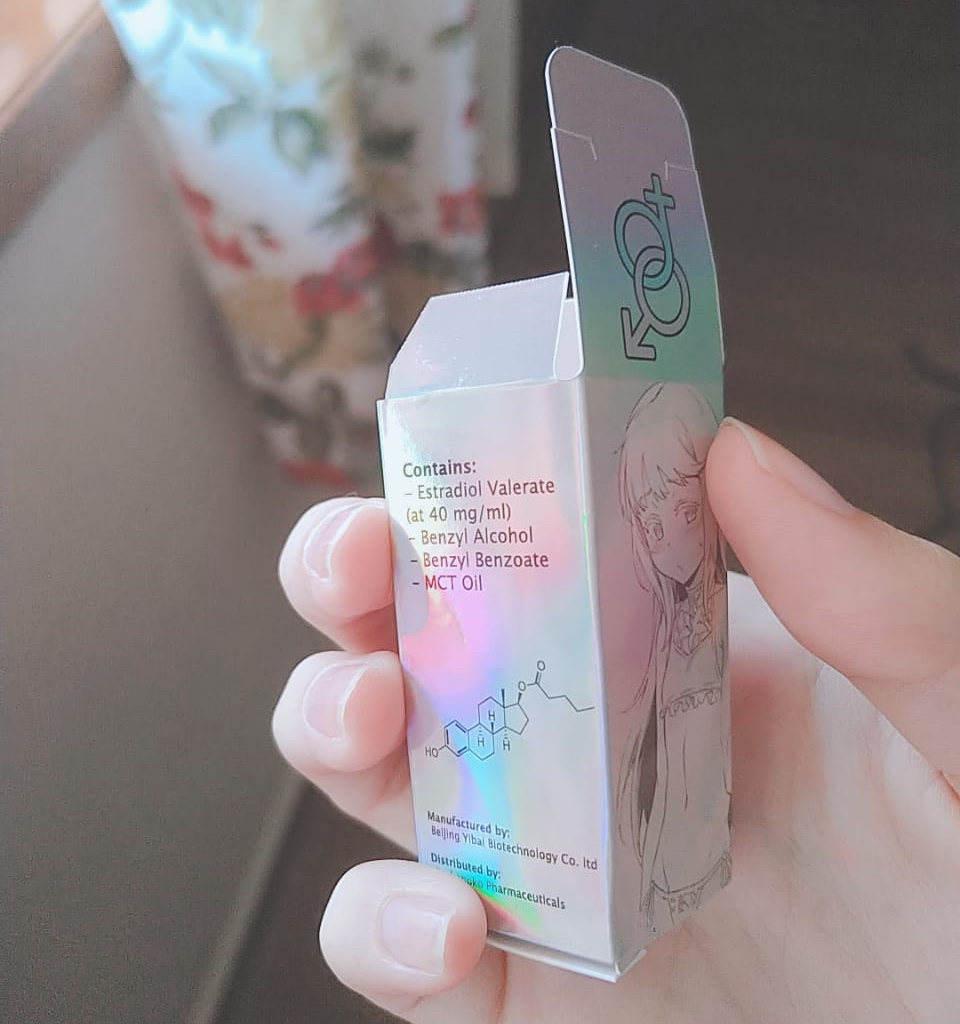 Contains:
- Estradiol Valerate
(at 40 mg/ml)
- Benzyl Alcohol
- Benzyl Benzoate
- MCT Oil
O
O
H
H
H
HO
Manufactured by:
Beijing Yibai Biotechnology Co. ltd
Distributed by:
Pharmaceuticals